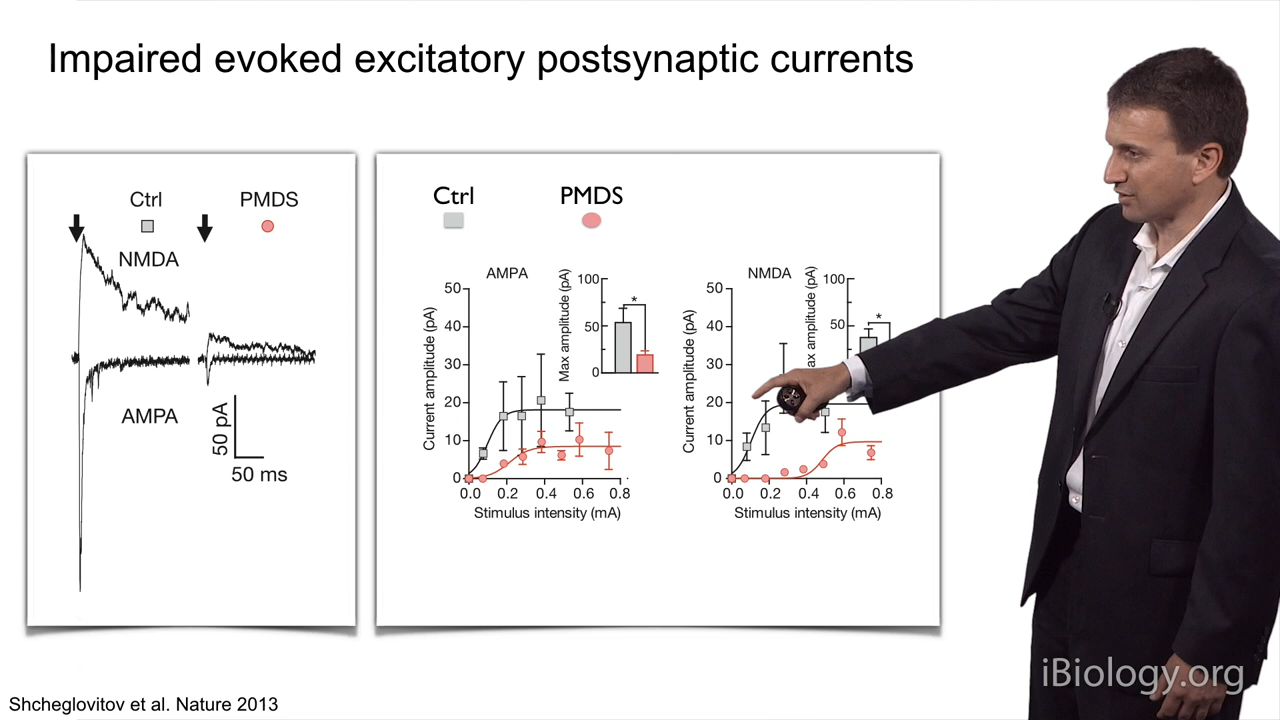 Impaired evoked excitatory postsynaptic currents
Ctrl
PMDS
NMDA
AMPA
50 pA
50 ms
Ctrl
PMDS
AMPA
Current amplitude (pA)
50
40
30
20
10
0
0.0 0.2 0.4 0.6 0.8
Stimulus intensity (mA)
Max amplitude (pA)
100
50
0
*
NMDA
Current amplitude (pA)
50
40
30
20
10
0
0.0 0.2 0.4 0.6 0.8
Stimulus intensity (mA)
amplitude (pA)
100
50
*
Shcheglovitov et al. Nature 2013
iBiology.org